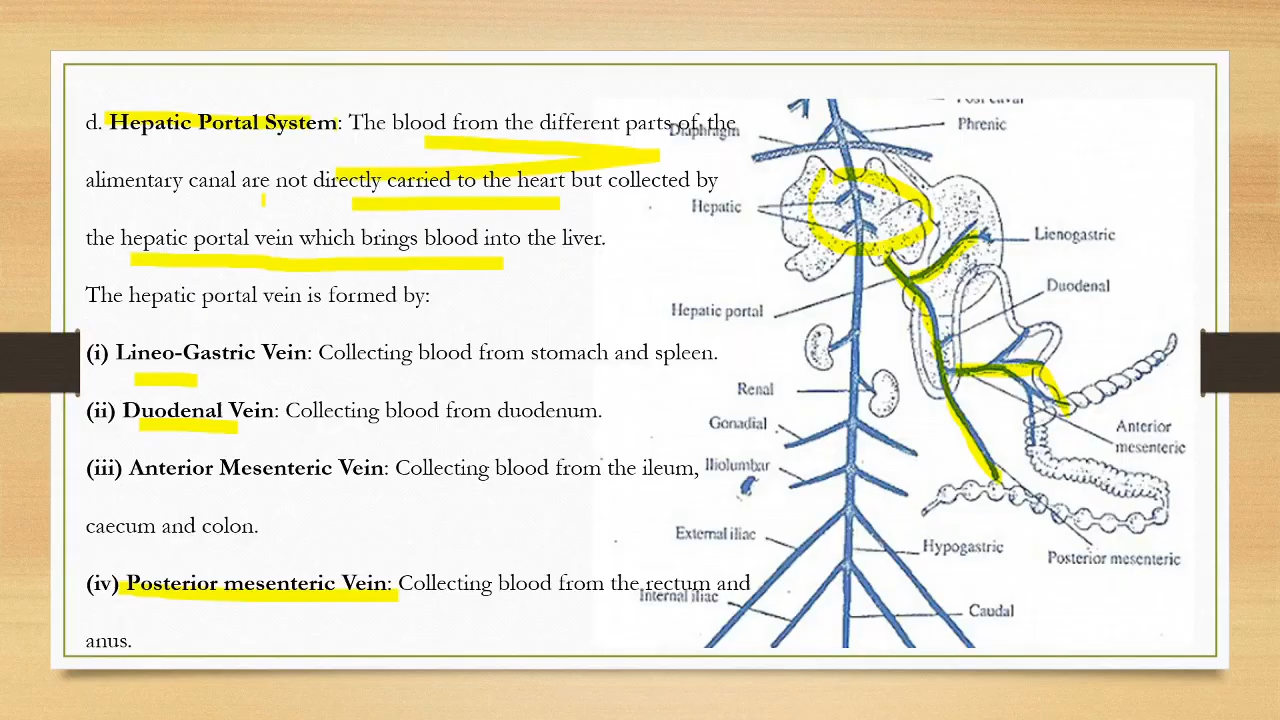 d. Hepatic Portal System: The blood from the different parts of the
alimentary canal are not directly carried to the heart but collected by
the hepatic portal vein which brings blood into the liver.
The hepatic portal vein is formed by:
(i) Lineo-Gastric Vein: Collecting blood from stomach and spleen.
(ii) Duodenal Vein: Collecting blood from duodenum.
(iii) Anterior Mesenteric Vein: Collecting blood from the ileum,
caecum and colon.
(iv) Posterior mesenteric Vein: Collecting blood from the rectum and
anus.
Post caval
Phrenic
Diaphragm
Hepatic
Lienogastric
Duodenal
Hepatic portal
Renal
Gonadial
Anterior
mesenteric
Iliolumbar
External iliac
Hypogastric
Posterior mesenteric
Internal iliac
Caudal